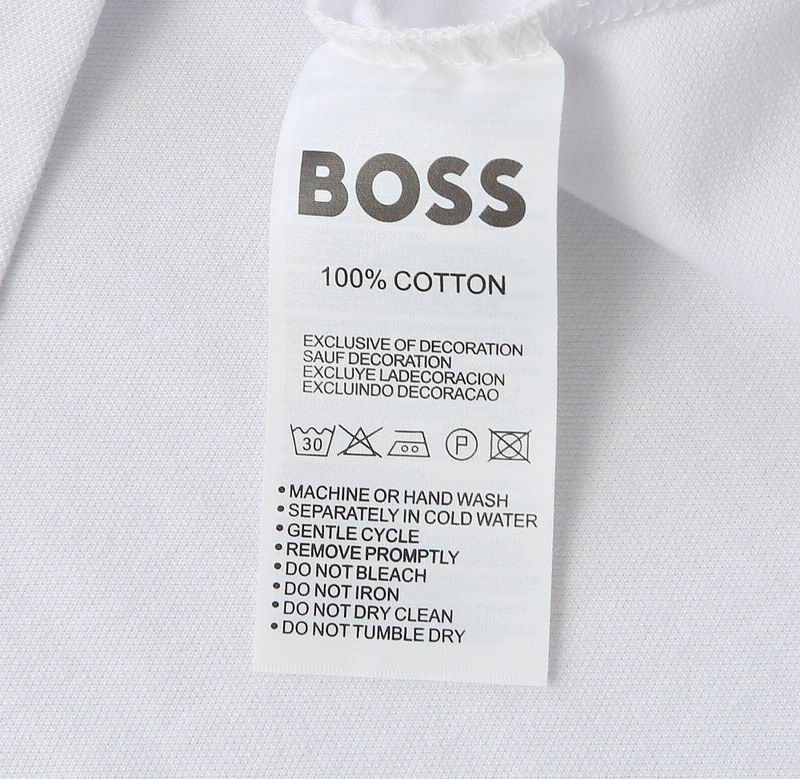 BOSS
100% COTTON
EXCLUSIVE OF DECORATION
SAUF DECORATION
EXCLUYE LADECORACION
EXCLUINDO DECORACAO
30 P
• MACHINE OR HAND WASH
• SEPARATELY IN COLD WATER
• GENTLE CYCLE
• REMOVE PROMPTLY
• DO NOT BLEACH
• DO NOT IRON
• DO NOT DRY CLEAN
• DO NOT TUMBLE DRY